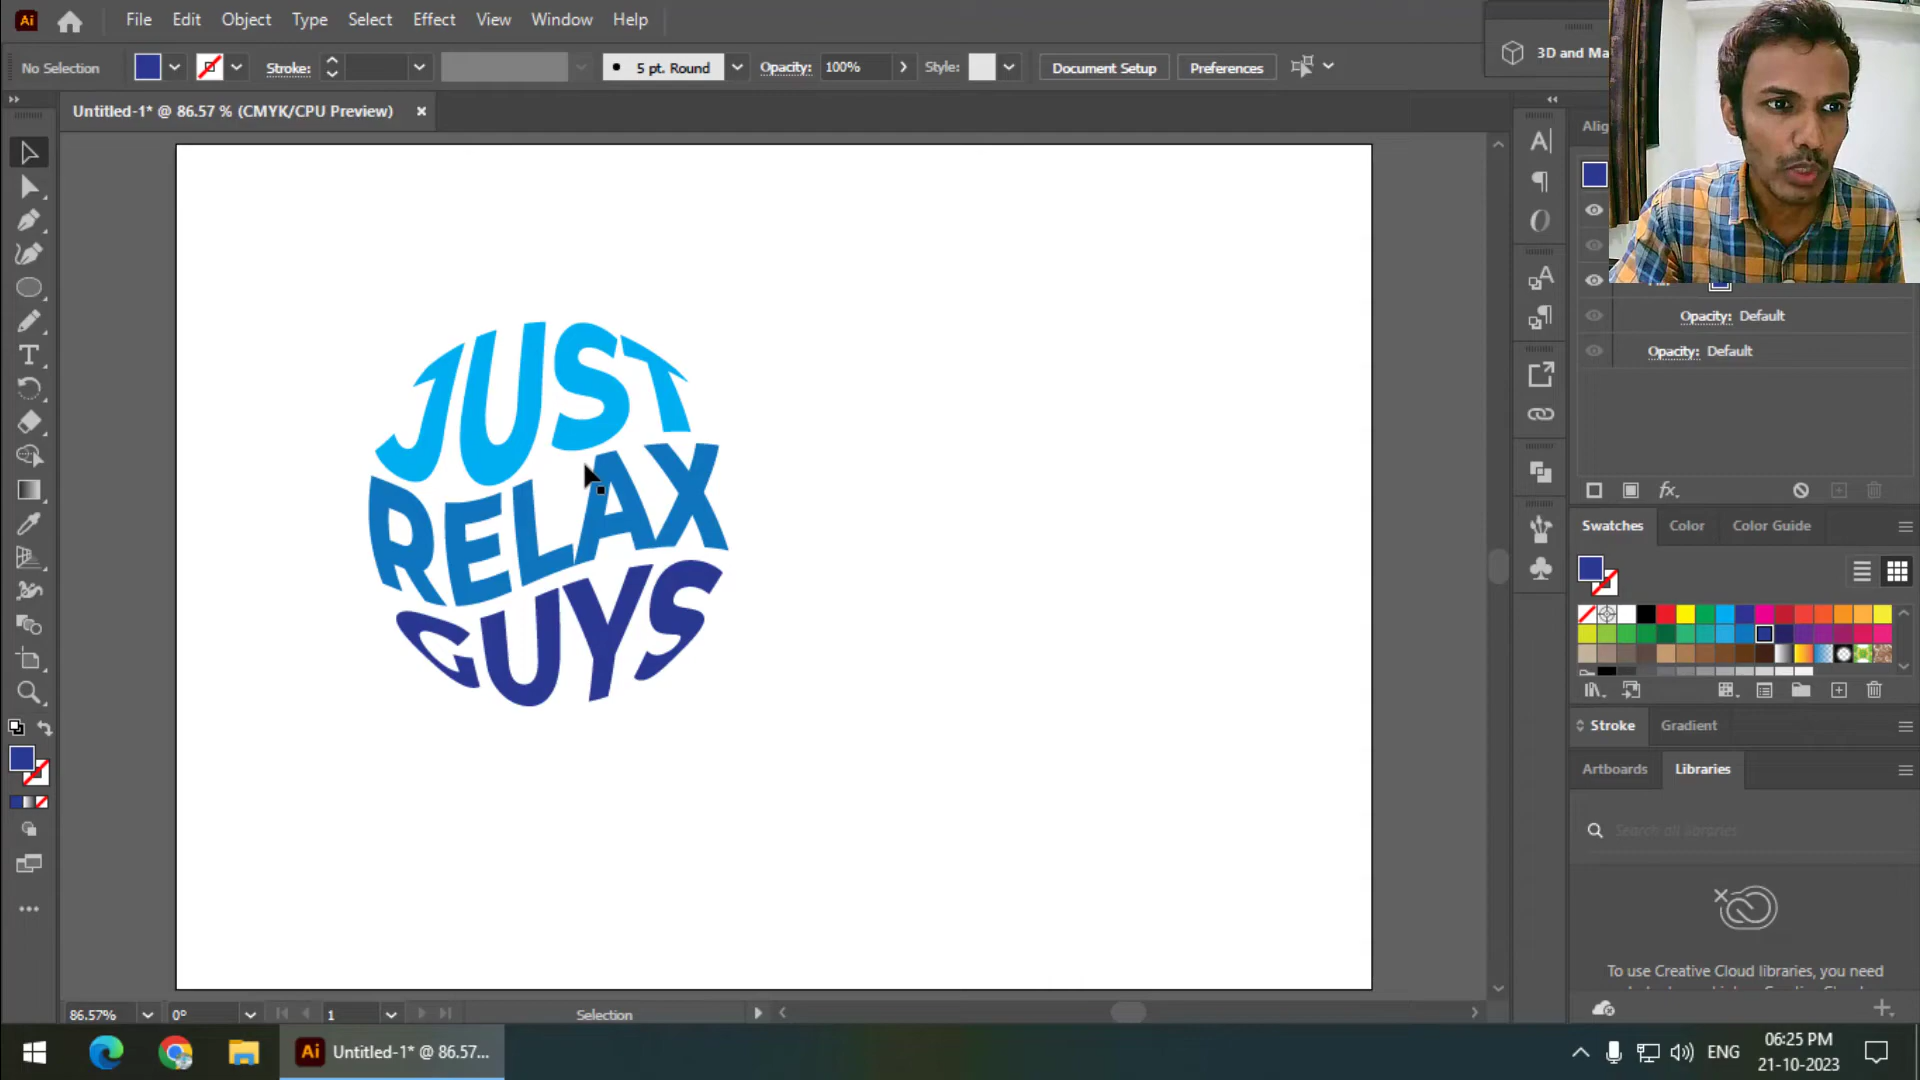 Ai File Edit Object Type Select Effect View Window Help
No Selection Stroke: 5 pt. Round Opacity: 100% Style: Document Setup Preferences 3D and Ma
Untitled-1* @ 86.57 % (CMYK/CPU Preview) ×
Alig
Opacity: Default
Opacity: Default
JUST
RELAX
GUYS
fx.
Swatches Color Color Guide
Stroke Gradient
Artboards Libraries
Search all libraries
To use Creative Cloud libraries, you need
86.57% 0° 1 Selection
Ai Untitled-1* @ 86.57...
ENG
06:25 PM
21-10-2023